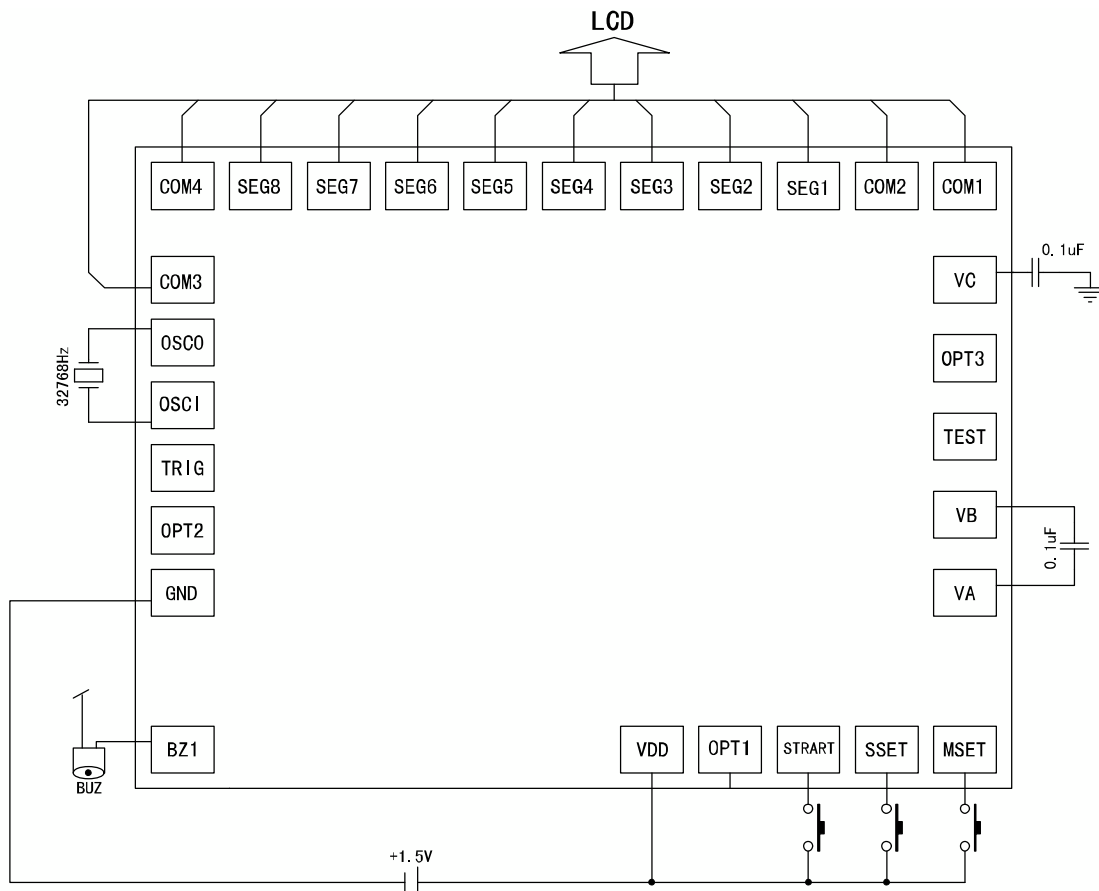 LCD
COM4 SEG8 SEG7 SEG6 SEG5 SEG4 SEG3 SEG2 SEG1 COM2 COM1
0.1uF
COM3 VC
OSCO OPT3
32768Hz
OSCI TEST
TRIG
OPT2 VB
0.1uF
GND VA
BZ1 VDD OPT1 STRART SSET MSET
BUZ
+1.5V